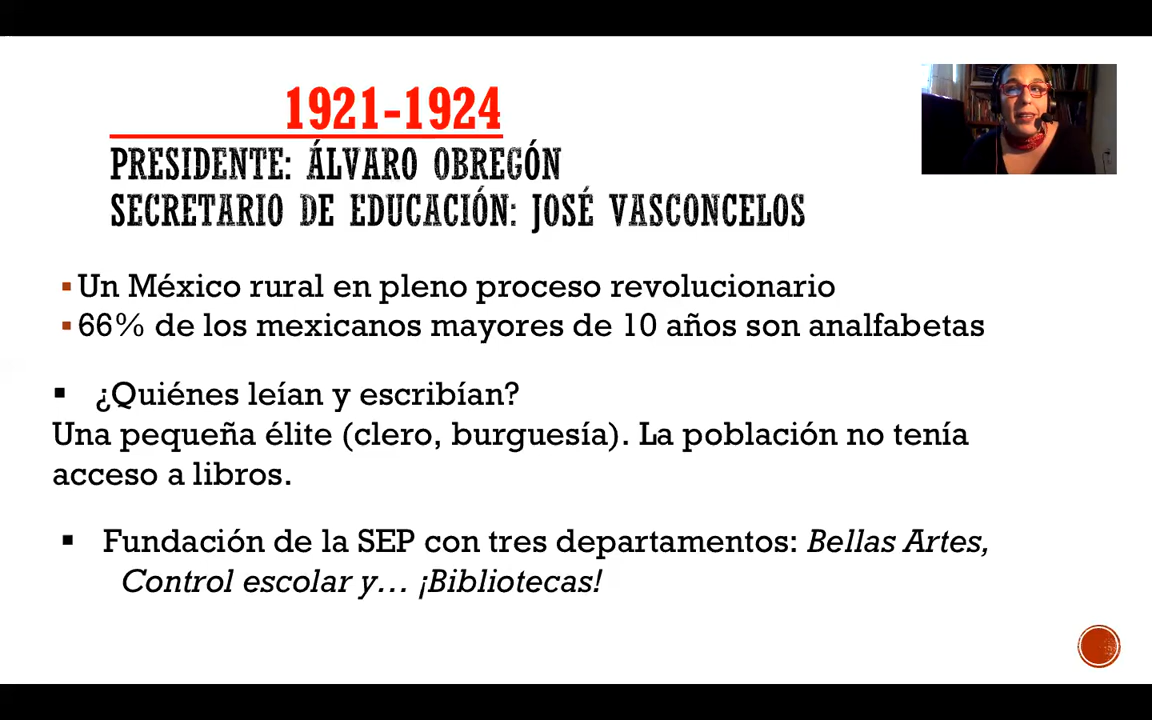 1921-1924
PRESIDENTE: ÁLVARO OBREGÓN
SECRETARIO DE EDUCACIÓN: JOSÉ VASCONCELOS
▪Un México rural en pleno proceso revolucionario
▪66% de los mexicanos mayores de 10 años son analfabetas
▪ ¿Quiénes leían y escribían?
Una pequeña élite (clero, burguesía). La población no tenía
acceso a libros.
▪ Fundación de la SEP con tres departamentos: Bellas Artes,
Control escolar y… ¡Bibliotecas!